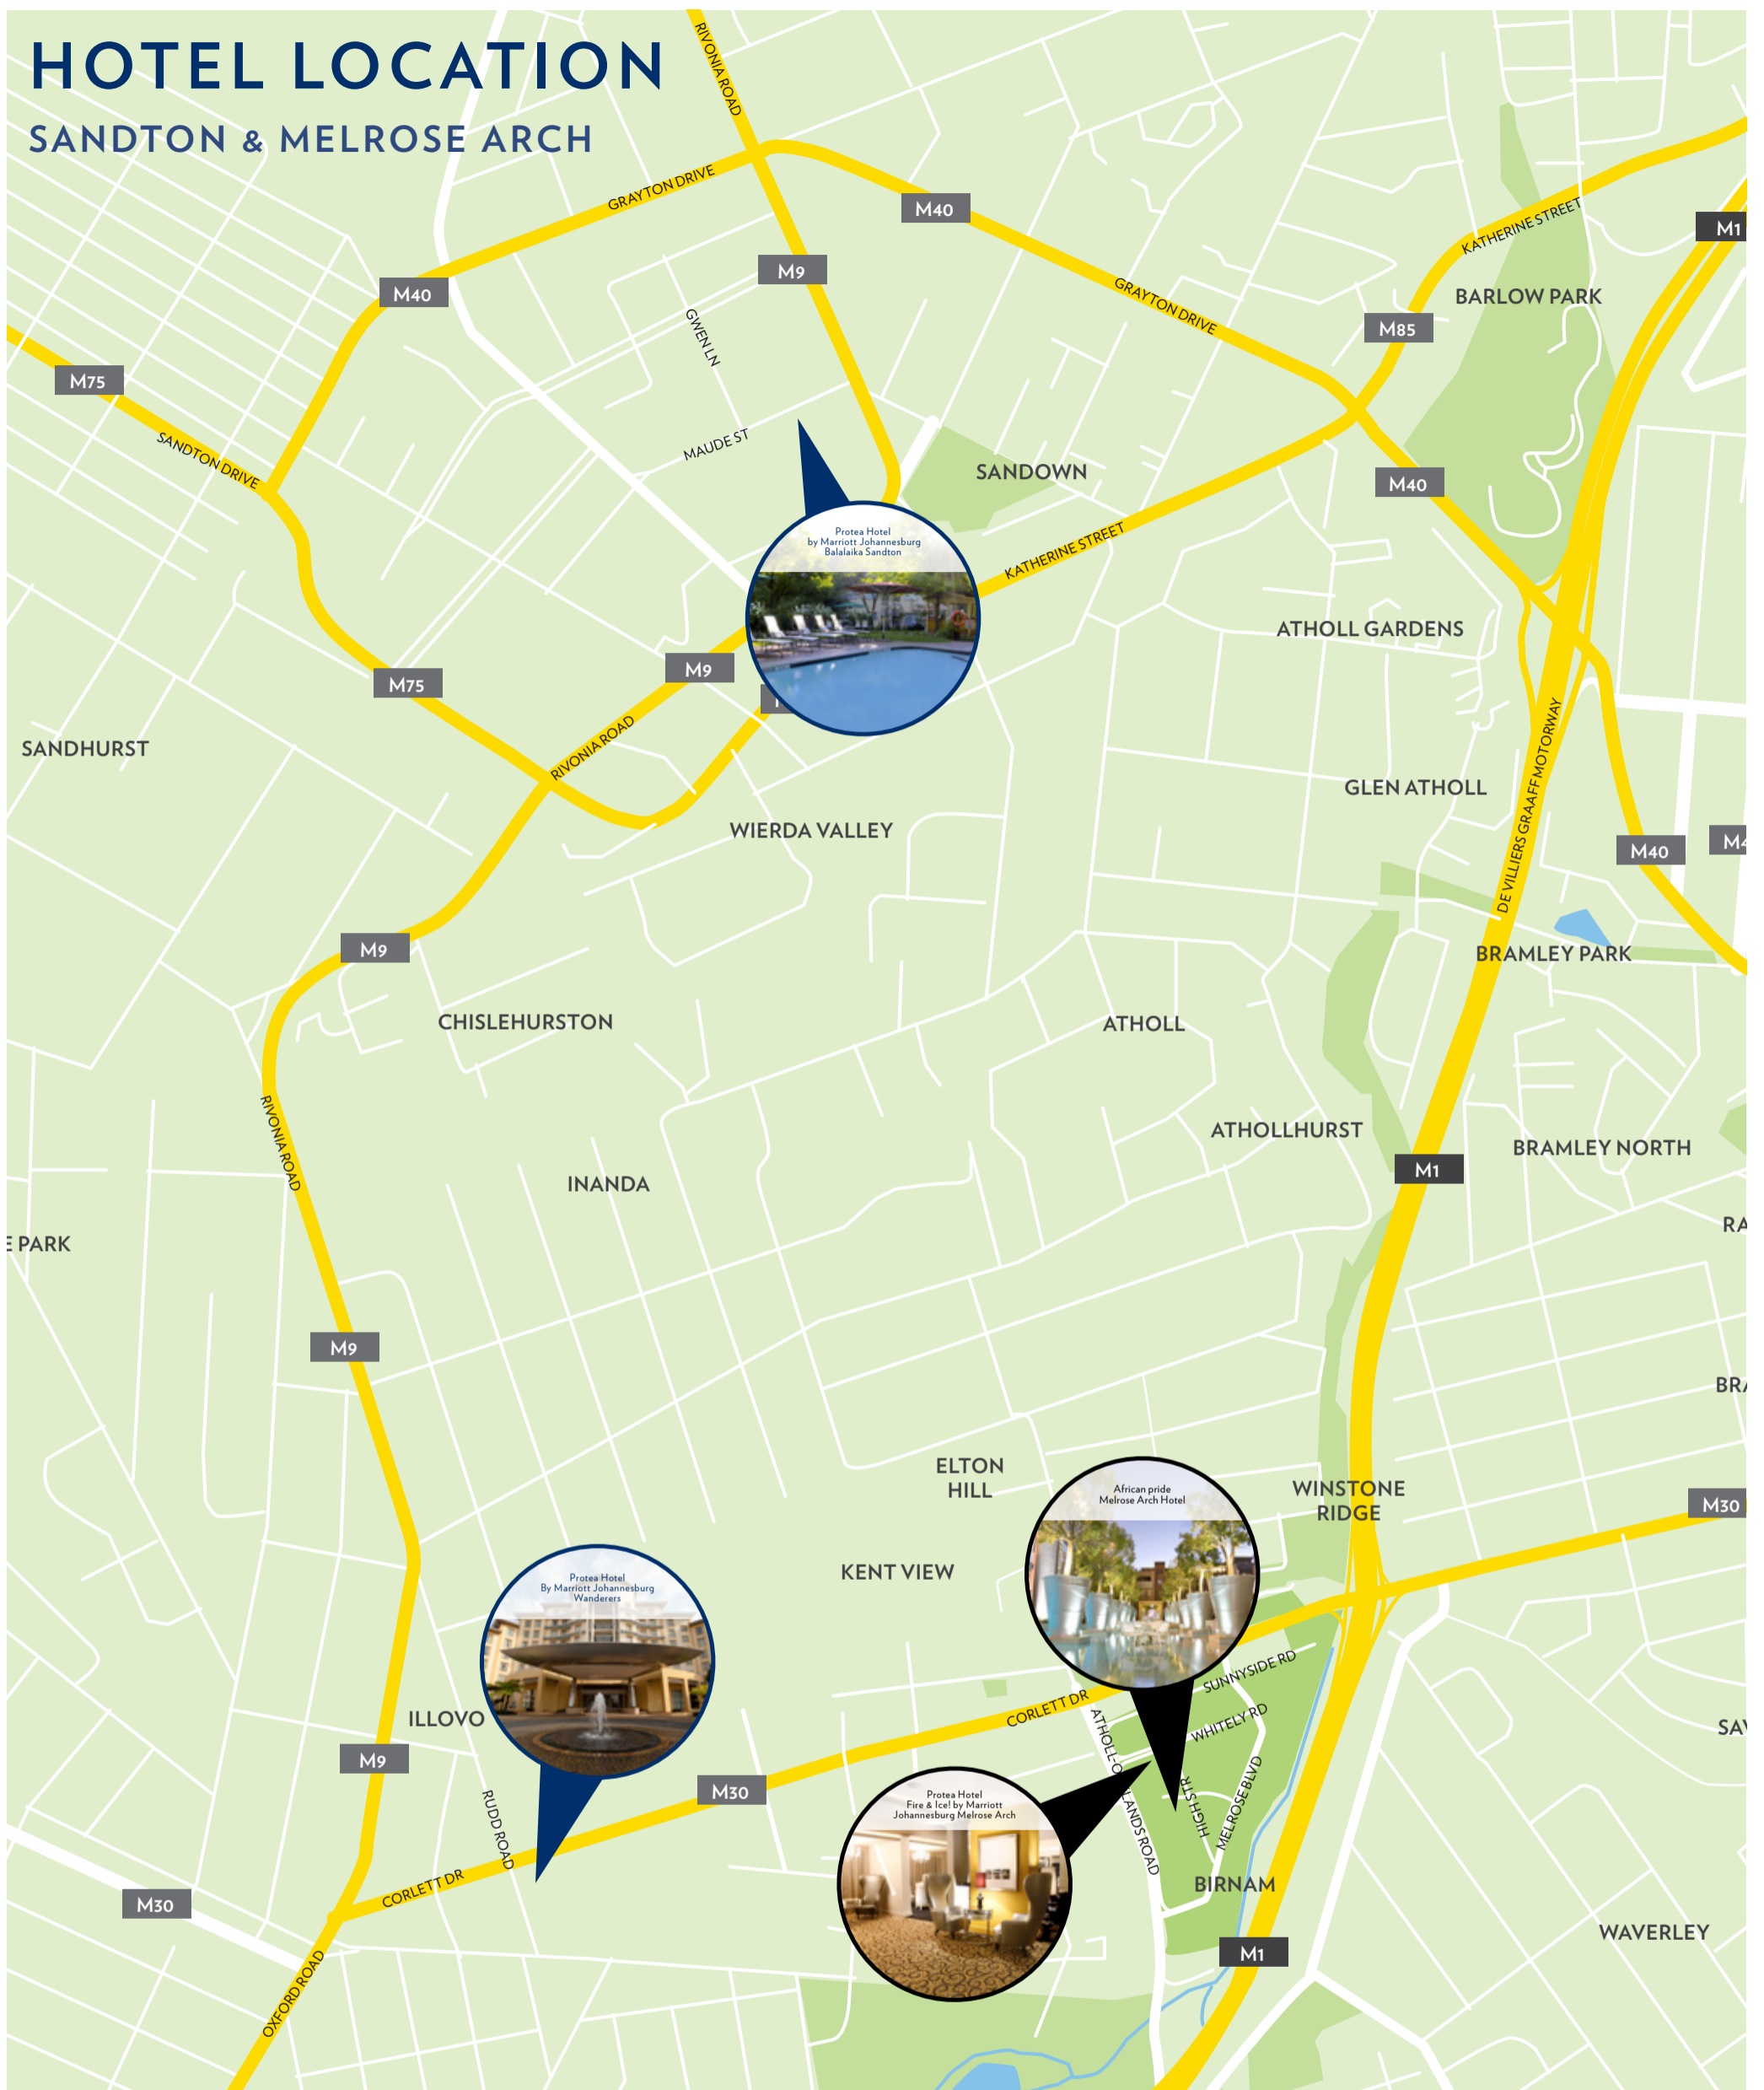 HOTEL LOCATION
SANDTON & MELROSE ARCH
RIVONIA ROAD
GRAYTON DRIVE
M40
KATHERINE STREET
M1
M9
M40
BARLOW PARK
GRAYTON DRIVE
M85
GWEN LN
M75
SANDTON DRIVE
MAUDE ST
SANDOWN
M40
Protea Hotel
by Marriott Johannesburg
Balalaika Sandton
KATHERINE STREET
ATHOLL GARDENS
M9
M75
SANDHURST
RIVONIA ROAD
DE VILLIERS GRAAFF MOTORWAY
GLEN ATHOLL
WIERDA VALLEY
M40
M9
BRAMLEY PARK
CHISLEHURSTON
ATHOLL
RIVONIA ROAD
ATHOLLHURST
BRAMLEY NORTH
M1
INANDA
RA
E PARK
M9
BRA
ELTON
HILL
African pride
Melrose Arch Hotel
WINSTONE
RIDGE
M30
KENT VIEW
Protea Hotel
By Marriott Johannesburg
Wanderers
SUNNYSIDE RD
CORLETT DR
WHITELY RD
ILLOVO
M9
M30
RUDD ROAD
HIGH STR
MELROSE BLVD
Protea Hotel
Fire & Ice! by Marriott
Johannesburg Melrose Arch
CORLETT DR
M30
BIRNAM
WAVERLEY
M1
OXFORD ROAD